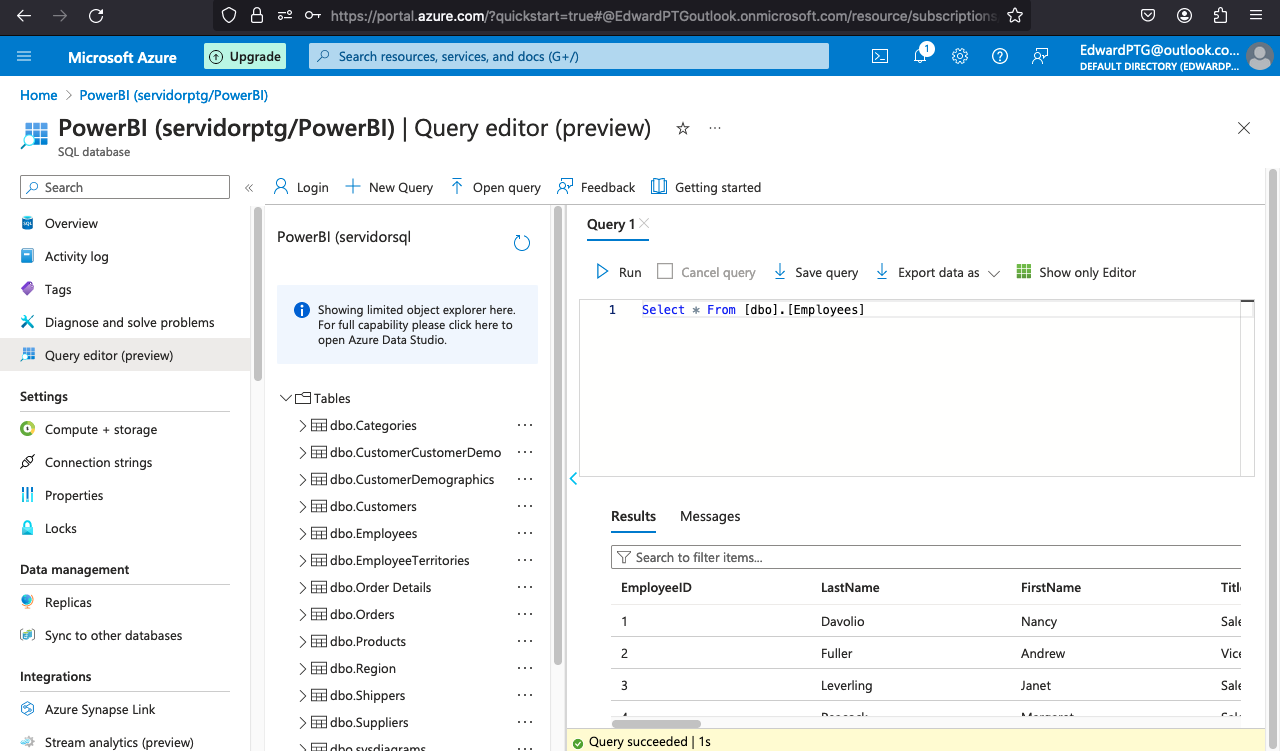 https://portal.azure.com/?quickstart=true#@EdwardPTGoutlook.onmicrosoft.com/resource/subscriptions
Microsoft Azure
Upgrade
Search resources, services, and docs (G+/)
1
EdwardPTG@outlook.co...
DEFAULT DIRECTORY (EDWARDP...
Home > PowerBI (servidorptg/PowerBI)
PowerBI (servidorptg/PowerBI) | Query editor (preview)
SQL database
Search
Overview
Activity log
Tags
Diagnose and solve problems
Query editor (preview)
Settings
Compute + storage
Connection strings
Properties
Locks
Data management
Replicas
Sync to other databases
Integrations
Azure Synapse Link
Stream analytics (preview)
Login
New Query
Open query
Feedback
Getting started
PowerBI (servidorsql
Showing limited object explorer here.
For full capability please click here to
open Azure Data Studio.
Tables
dbo.Categories
dbo.CustomerCustomerDemo
dbo.CustomerDemographics
dbo.Customers
dbo.Employees
dbo.EmployeeTerritories
dbo.Order Details
dbo.Orders
dbo.Products
dbo.Region
dbo.Shippers
dbo.Suppliers
dbo.sysdiagrams
Query 1
Run
Cancel query
Save query
Export data as
Show only Editor
1 Select * From [dbo].[Employees]
Results Messages
Search to filter items...
EmployeeID LastName FirstName Title
1 Davolio Nancy Sale
2 Fuller Andrew Vice
3 Leverling Janet Sale
4 Peacock Margaret Sale
Query succeeded | 1s